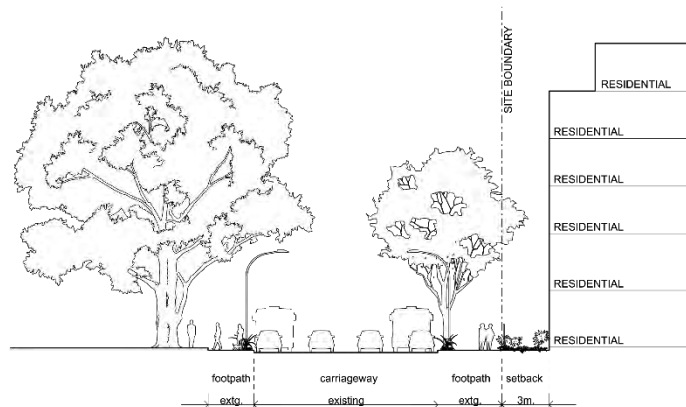 SITE BOUNDARY
RESIDENTIAL
RESIDENTIAL
RESIDENTIAL
RESIDENTIAL
RESIDENTIAL
RESIDENTIAL
footpath carriageway footpath setback
extg. existing extg. 3m.